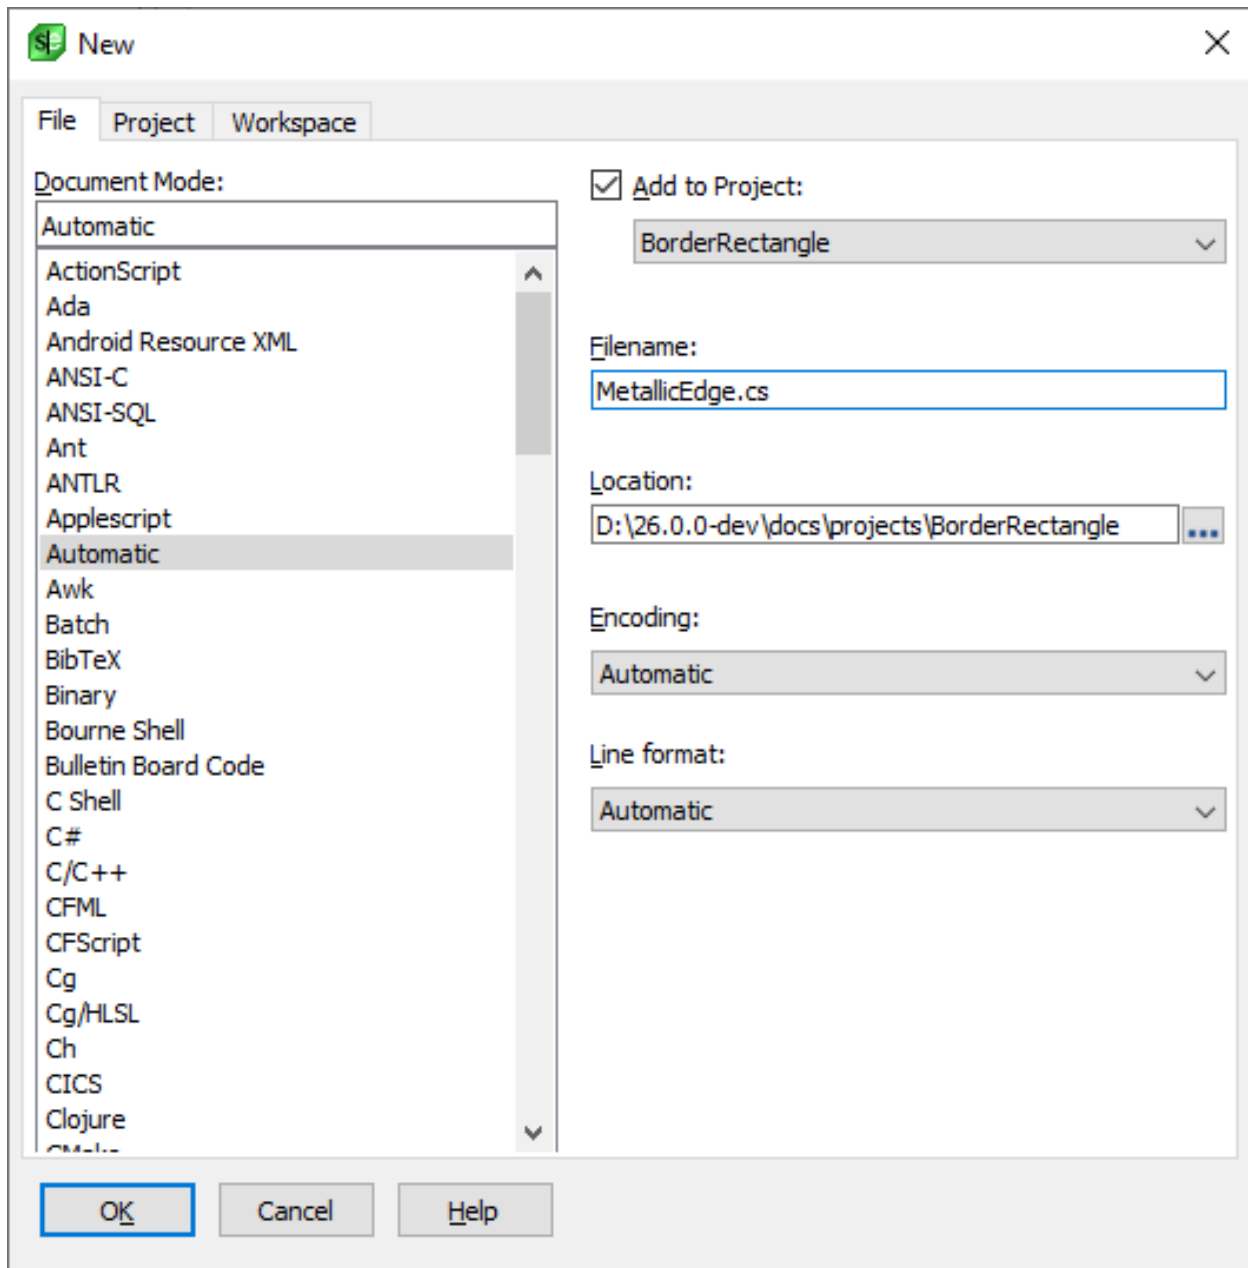 New
File Project Workspace
Document Mode:
Automatic
ActionScript
Ada
Android Resource XML
ANSI-C
ANSI-SQL
Ant
ANTLR
Applescript
Automatic
Awk
Batch
BibTeX
Binary
Bourne Shell
Bulletin Board Code
C Shell
C#
C/C++
CFML
CFScript
Cg
Cg/HLSL
Ch
CICS
Clojure
Add to Project:
BorderRectangle
Filename:
MetallicEdge.cs
Location:
D:\26.0.0-dev\docs\projects\BorderRectangle
...
Encoding:
Automatic
Line format:
Automatic
OK Cancel Help